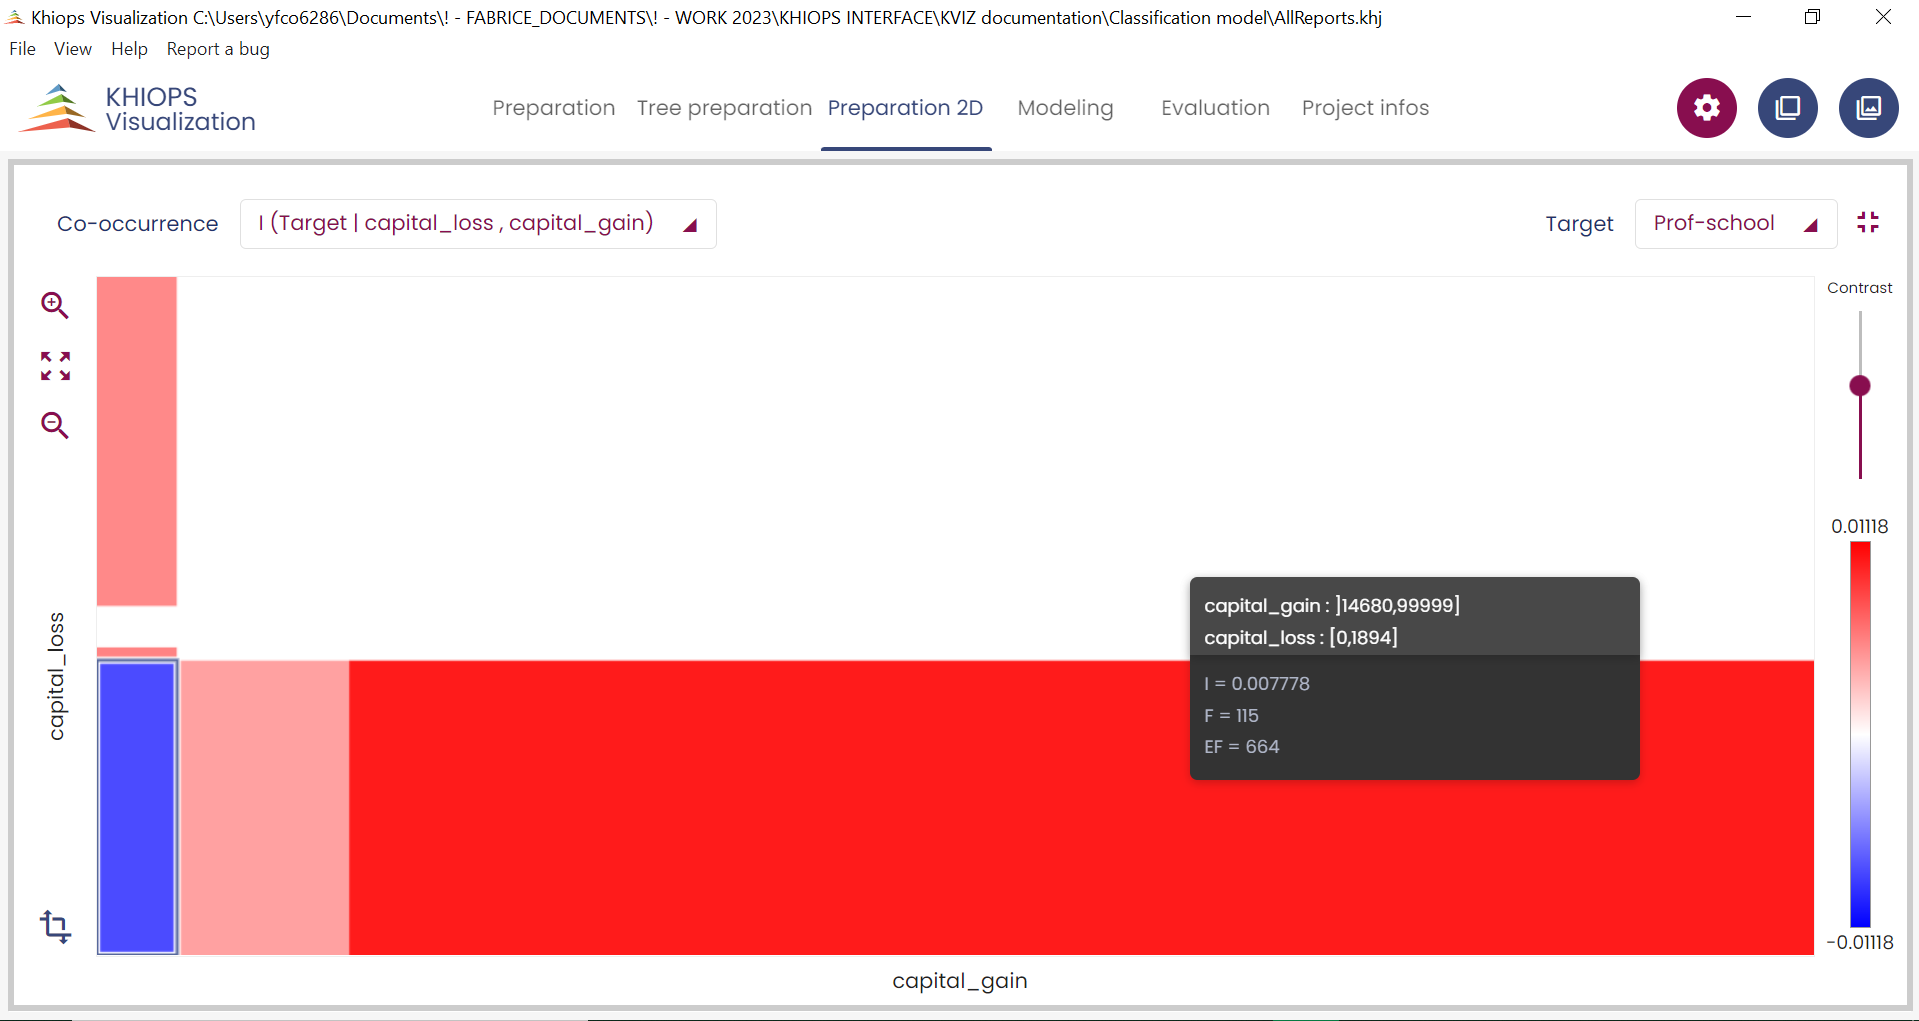 Khiops Visualization C:\Users\yfco6286\Documents\! - FABRICE_DOCUMENTS\! - WORK 2023\KHIOPS INTERFACE\KVIZ documentation\Classification model\AllReports.khj
File View Help Report a bug
KHIOPS
Visualization
Preparation Tree preparation Preparation 2D Modeling Evaluation Project infos
Co-occurrence I (Target | capital_loss , capital_gain) Target Prof-school
Contrast
0.01118
capital_gain : ]14680,99999]
capital_loss : [0,1894]
I = 0.007778
F = 115
EF = 664
capital_loss
-0.01118
capital_gain